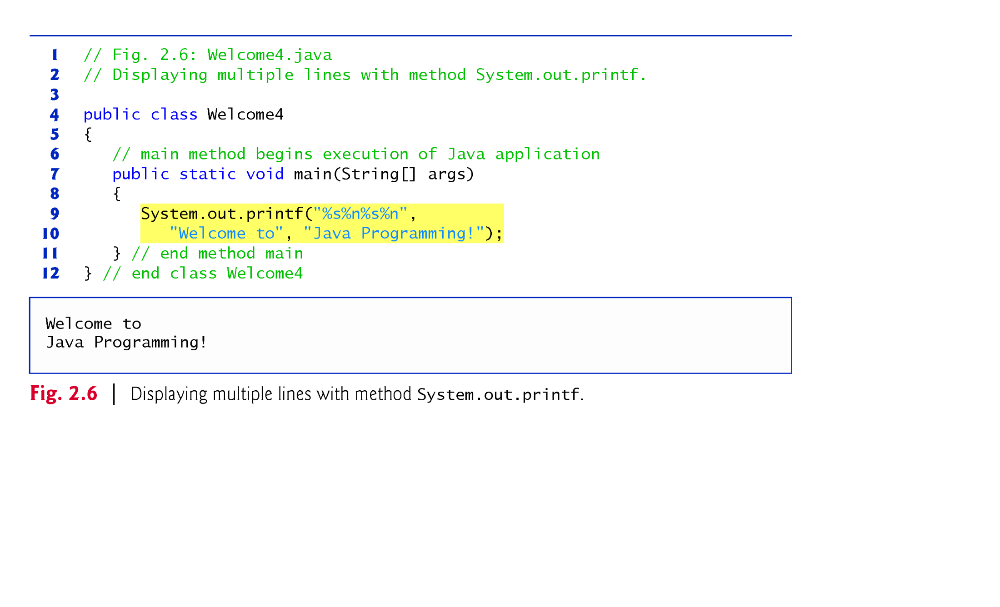 1 // Fig. 2.6: Welcome4.java
2 // Displaying multiple lines with method System.out.printf.
3
4 public class Welcome4
5 {
6 // main method begins execution of Java application
7 public static void main(String[] args)
8 {
9 System.out.printf("%s%n%s%n",
10 "Welcome to", "Java Programming!");
11 } // end method main
12 } // end class Welcome4
Welcome to
Java Programming!
Fig. 2.6 | Displaying multiple lines with method System.out.printf.